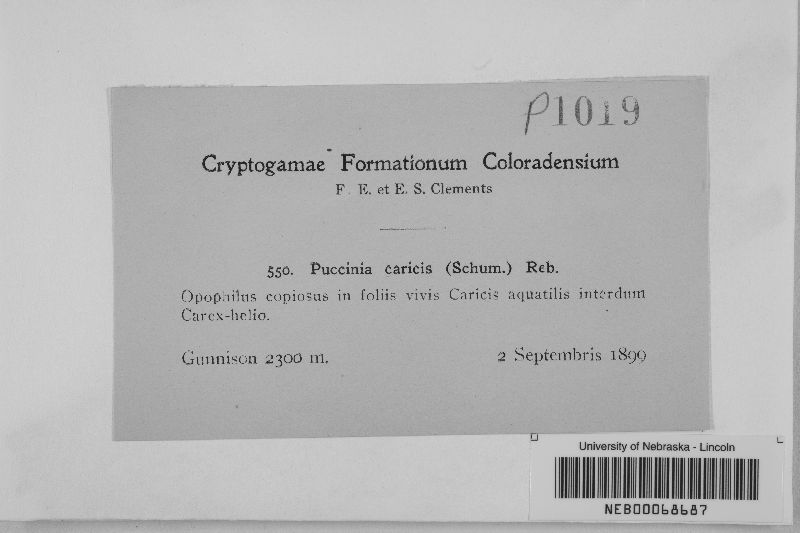 P1019
Cryptogamae Formationum Coloradensium
F. E. et E. S. Clements
550. Puccinia caricis (Schum.) Reb.
Opophilus copiosus in foliis vivis Caricis aquatilis interdum
Carex-helio.
Gunnison 2300 m. 2 Septembris 1899
University of Nebraska - Lincoln
NEB00068687